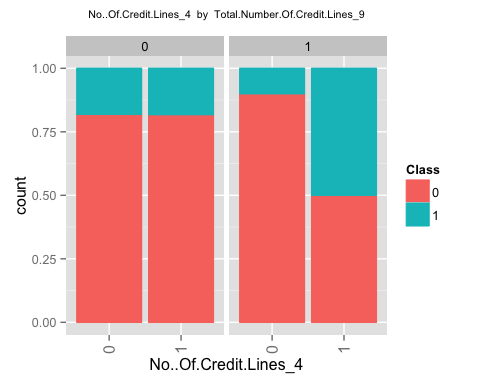 No..Of.Credit.Lines_4 by Total.Number.Of.Credit.Lines_9
0 1
1.00
0.75
0.50
0.25
0.00
count
0 1 0 1
No..Of.Credit.Lines_4
Class
0
1